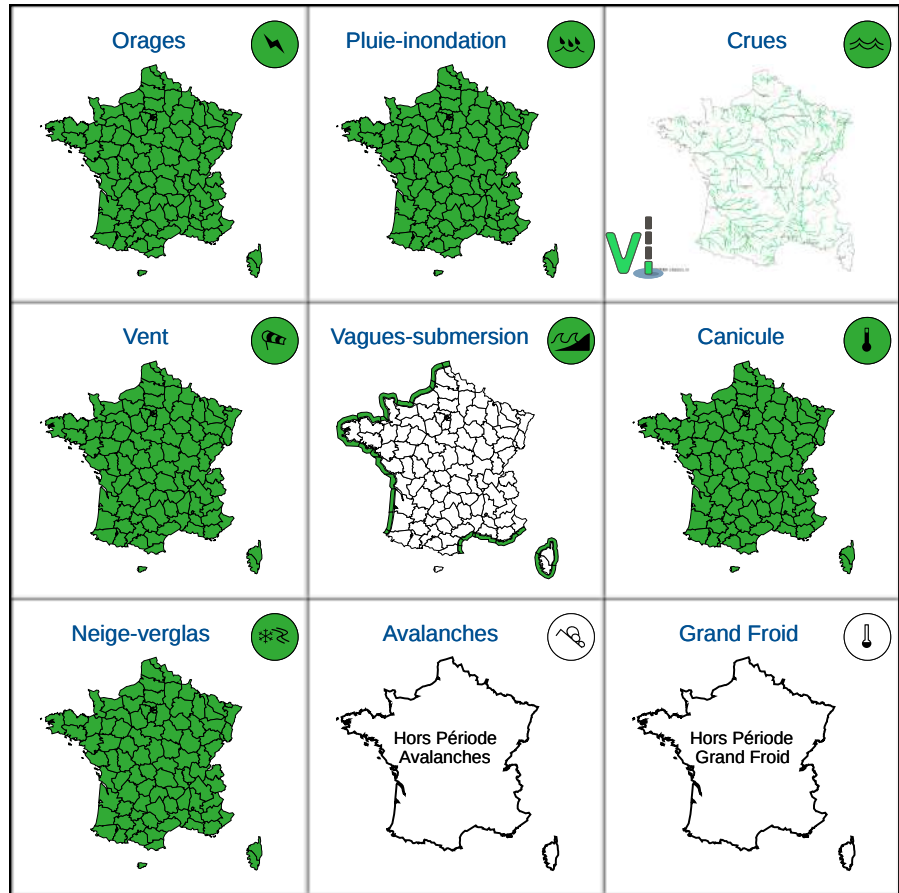 Orages
Pluie-inondation
Crues
Vent
Vagues-submersion
Canicule
Neige-verglas
Avalanches
Grand Froid
Hors Période
Avalanches
Hors Période
Grand Froid